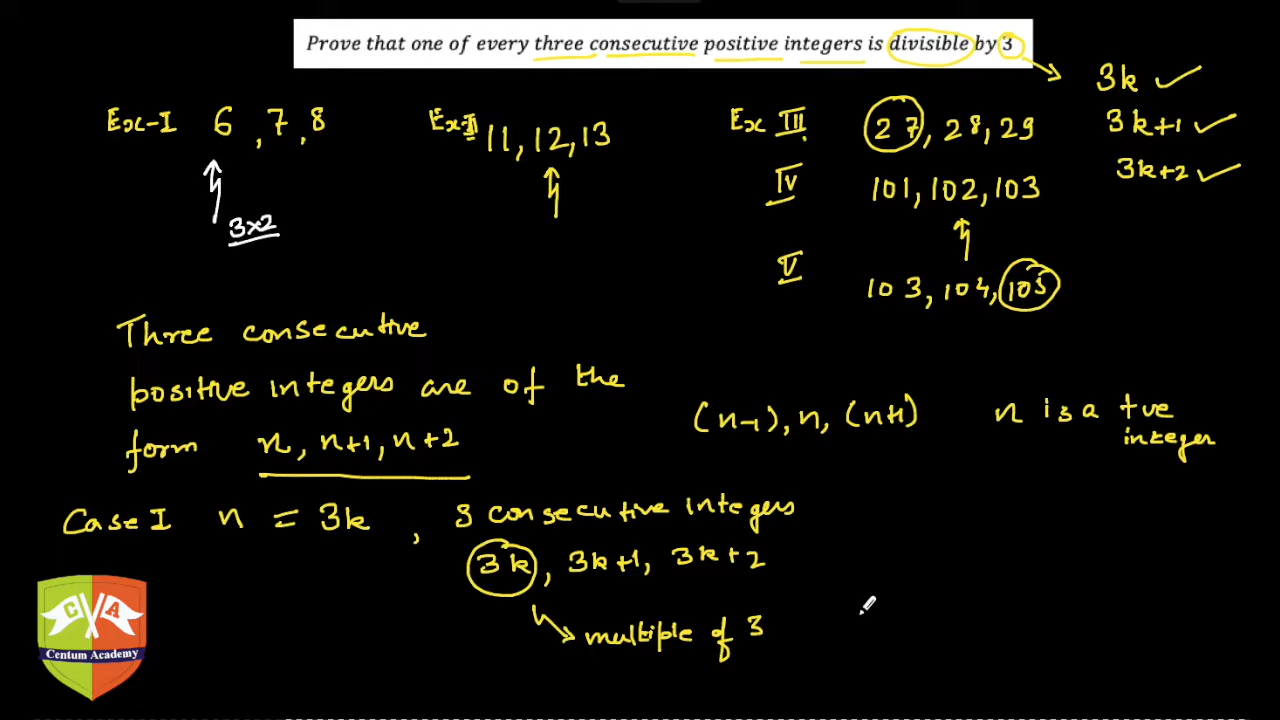 Prove that one of every three consecutive positive integers is divisible by 3
3k ✓
3k+1 ✓
3k+2 ✓
Ex-I 6, 7, 8
3x2
Ex-II 11, 12, 13
Ex III 27, 28, 29
IV 101, 102, 103
V 103, 104, 105
Three consecutive
positive integers are of the
form n, n+1, n+2
(n-1), n, (n+1) n is a +ve
integer
Case I n = 3k, 3 consecutive integers
3k, 3k+1, 3k+2
multiple of 3
C A
Centum Academy